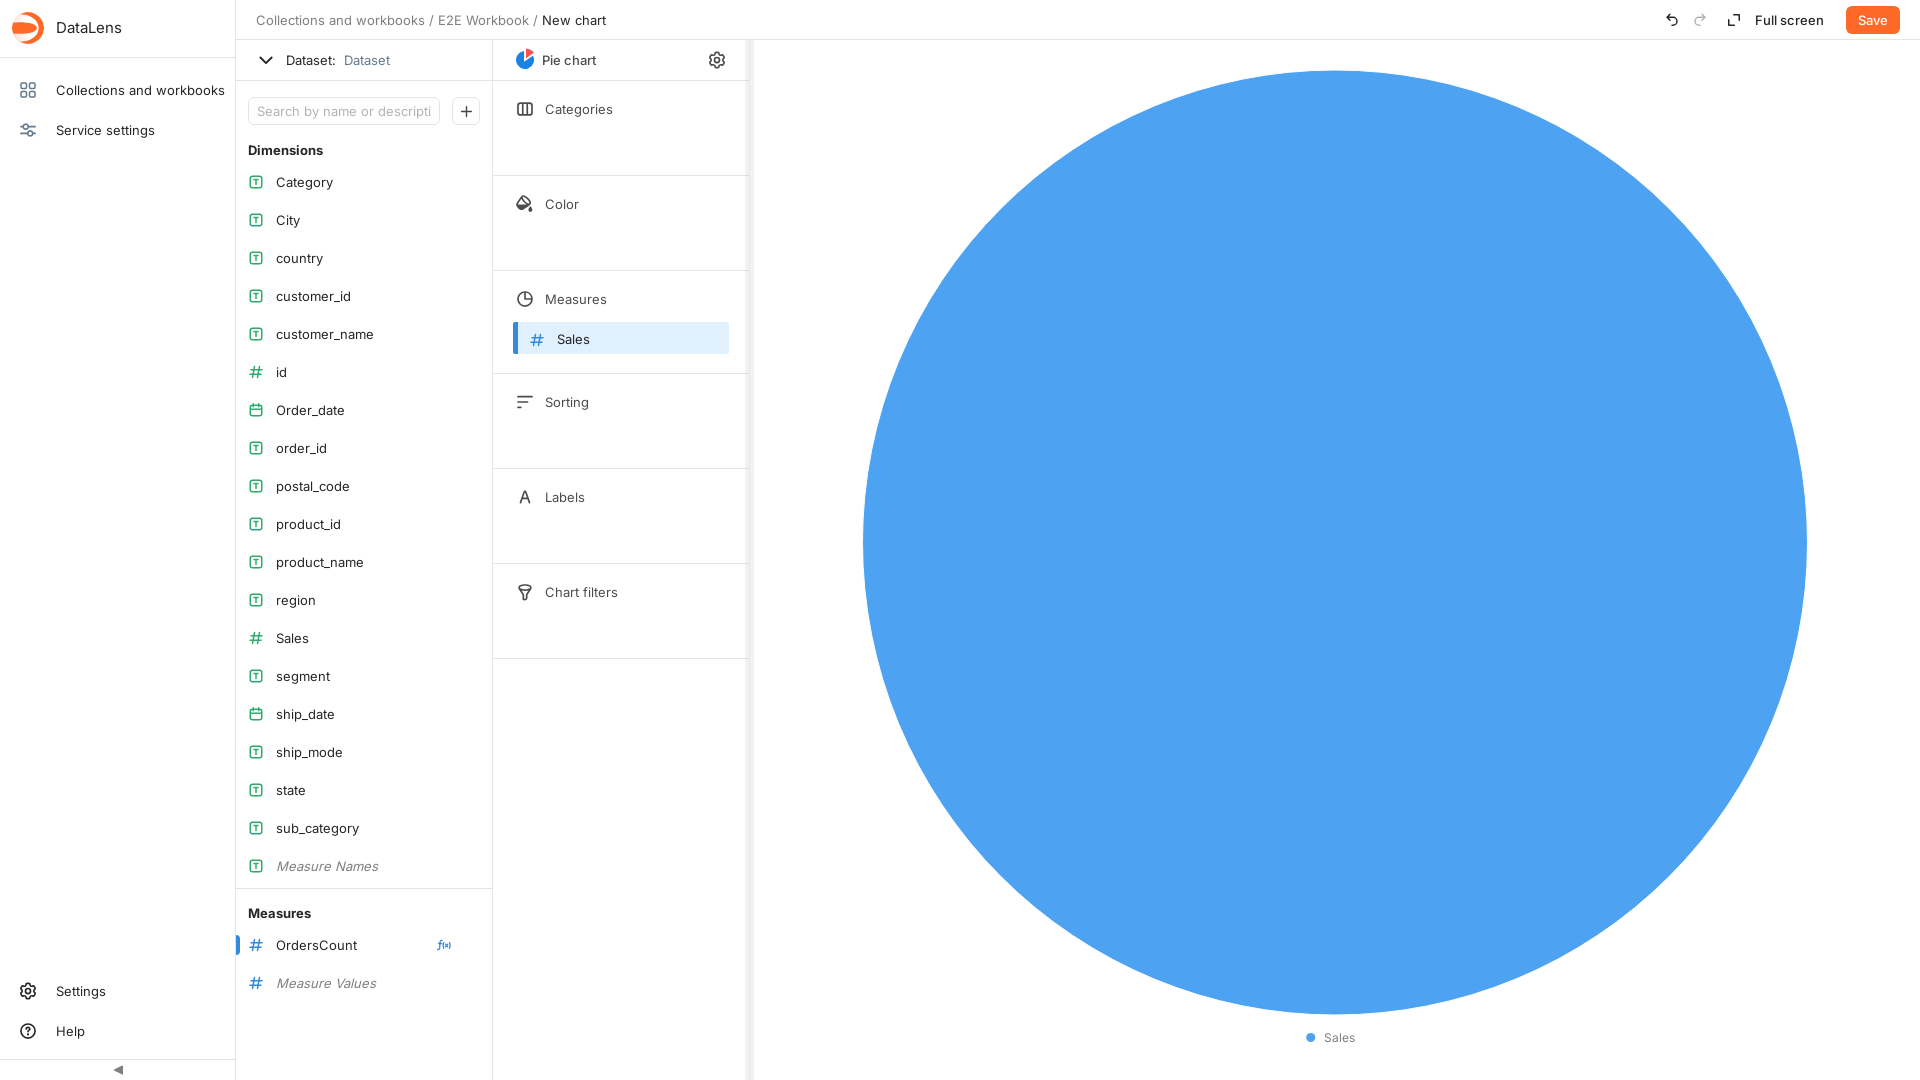 DataLens
Collections and workbooks
Service settings
Settings
Help
Collections and workbooks / E2E Workbook / New chart
Full screen
Save
Dataset: Dataset
Search by name or descripti
Dimensions
Category
City
country
customer_id
customer_name
id
Order_date
order_id
postal_code
product_id
product_name
region
Sales
segment
ship_date
ship_mode
state
sub_category
Measure Names
Measures
OrdersCount
f(x)
Measure Values
Pie chart
Categories
Color
Measures
Sales
Sorting
Labels
Chart filters
Sales